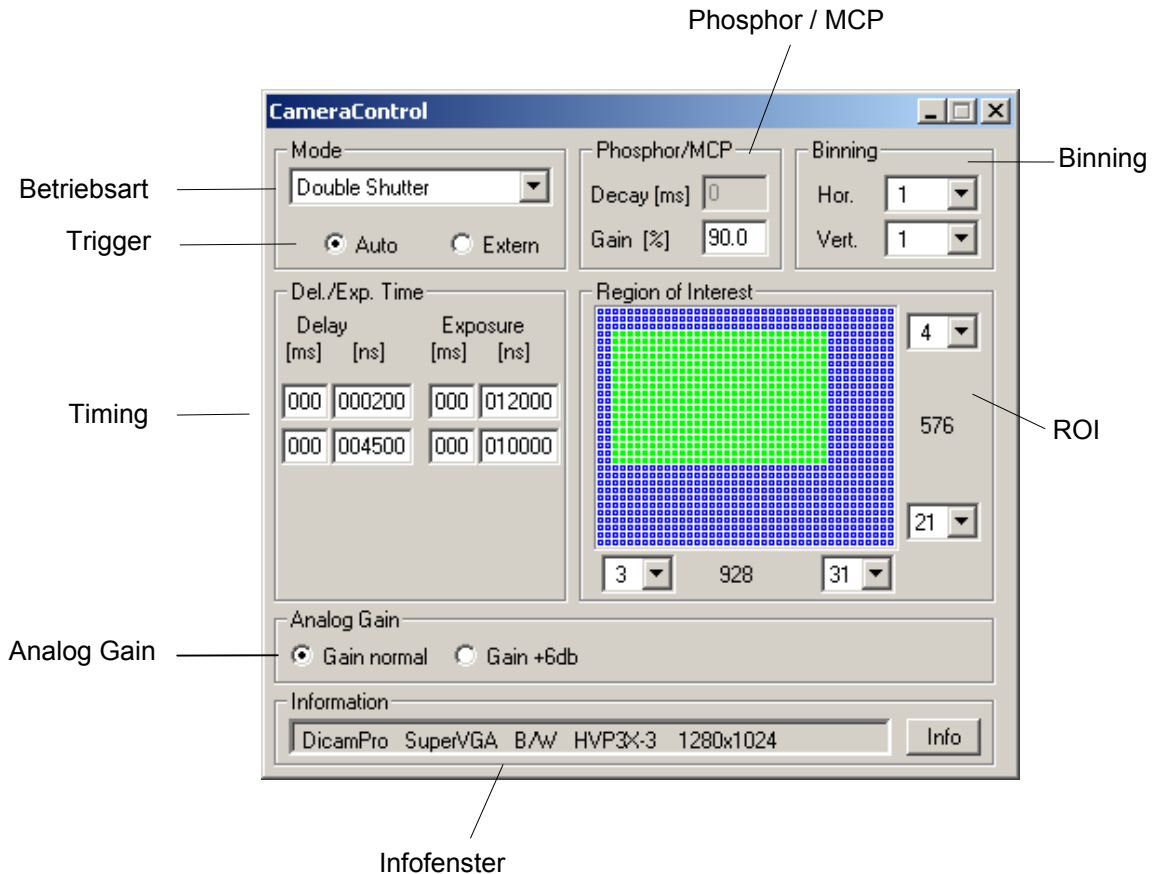 Phosphor / MCP
CameraControl
Mode
Phosphor/MCP
Binning
Binning
Betriebsart
Double Shutter
Decay [ms] 0
Hor. 1
Trigger
Auto Extern
Gain [%] 90.0
Vert. 1
Del./Exp. Time
Region of Interest
Delay Exposure
[ms] [ns] [ms] [ns]
4
Timing
000 000200 000 012000
000 004500 000 010000
576
ROI
21
3 928 31
Analog Gain
Analog Gain
Gain normal Gain +6db
Information
DicamPro SuperVGA B/W HVP3X-3 1280x1024
Info
Infofenster